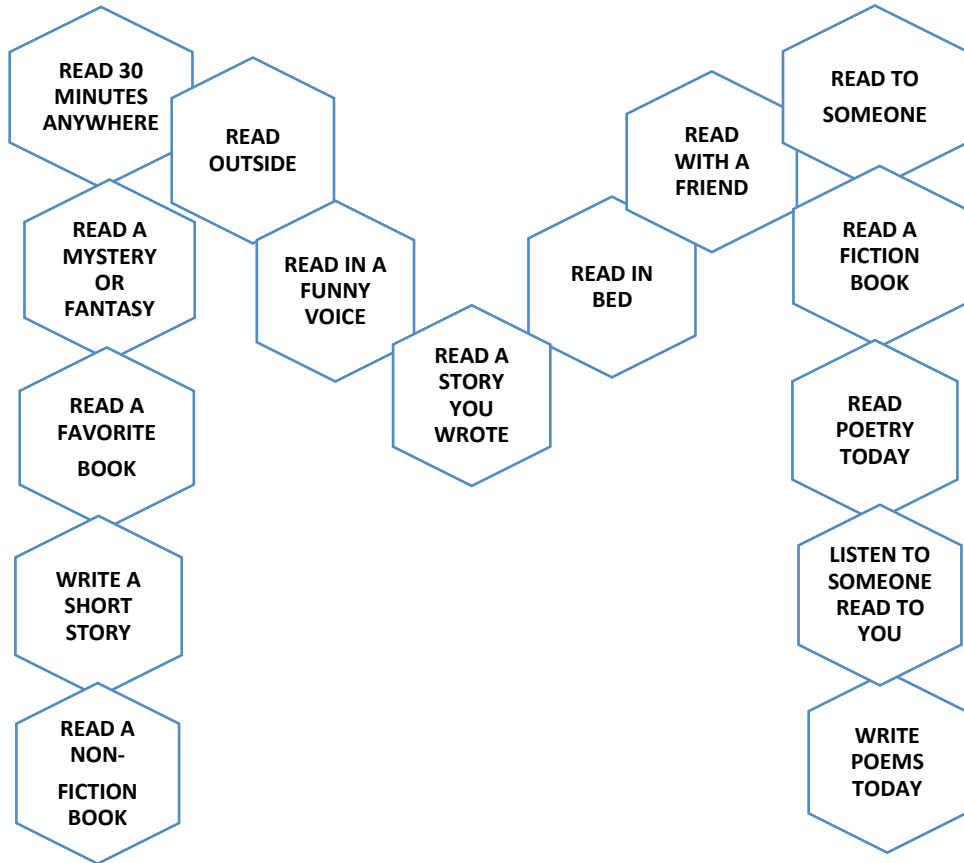 READ 30
MINUTES
ANYWHERE
READ
OUTSIDE
READ IN A
FUNNY
VOICE
READ A
STORY
YOU
WROTE
READ IN
BED
READ
WITH A
FRIEND
READ TO
SOMEONE
READ A
MYSTERY
OR
FANTASY
READ A
FAVORITE
BOOK
WRITE A
SHORT
STORY
READ A
NON-
FICTION
BOOK
READ A
FICTION
BOOK
READ
POETRY
TODAY
LISTEN TO
SOMEONE
READ TO
YOU
WRITE
POEMS
TODAY